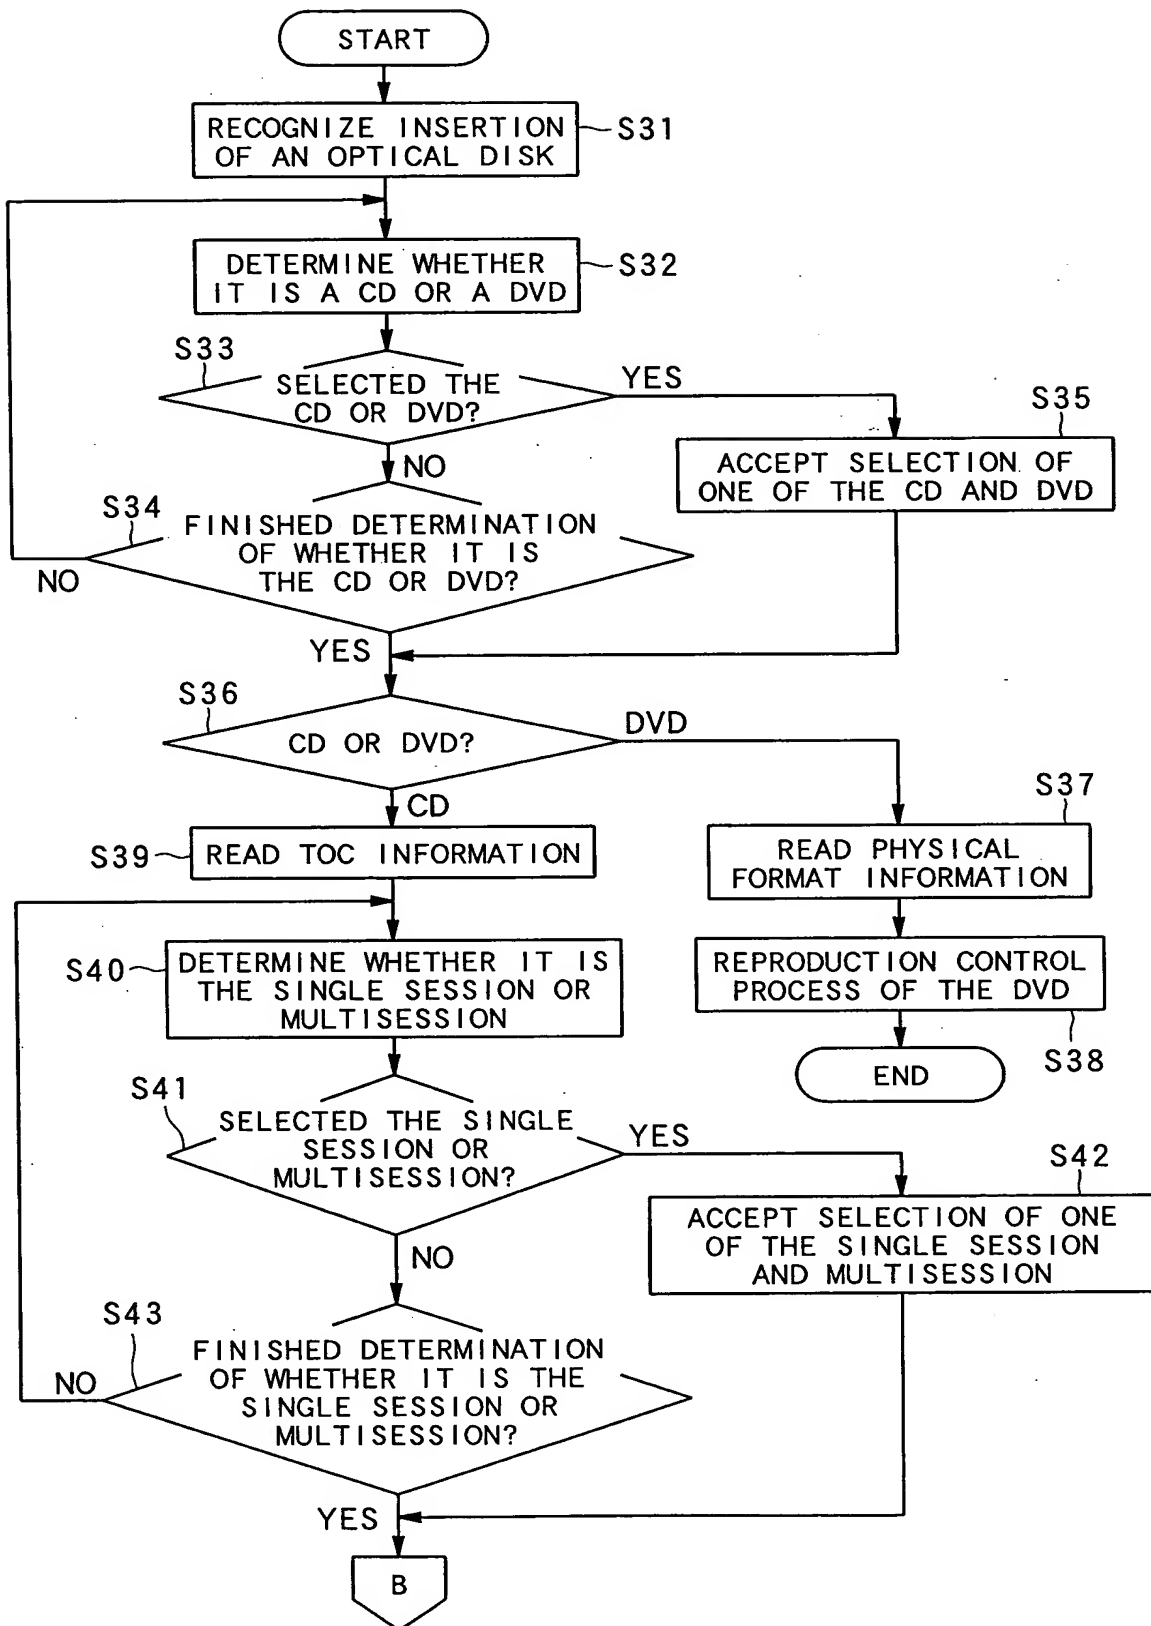 START
RECOGNIZE INSERTION
OF AN OPTICAL DISK
S31
DETERMINE WHETHER
IT IS A CD OR A DVD
S32
S33
SELECTED THE
CD OR DVD?
YES
NO
S35
ACCEPT SELECTION OF
ONE OF THE CD AND DVD
S34
FINISHED DETERMINATION
OF WHETHER IT IS
THE CD OR DVD?
NO
YES
S36
CD OR DVD?
DVD
CD
S37
READ PHYSICAL
FORMAT INFORMATION
S39
READ TOC INFORMATION
S40
DETERMINE WHETHER IT IS
THE SINGLE SESSION OR
MULTISESSION
REPRODUCTION CONTROL
PROCESS OF THE DVD
S38
END
S41
SELECTED THE SINGLE
SESSION OR
MULTISESSION?
YES
NO
S42
ACCEPT SELECTION OF ONE
OF THE SINGLE SESSION
AND MULTISESSION
S43
FINISHED DETERMINATION
OF WHETHER IT IS THE
SINGLE SESSION OR
MULTISESSION?
NO
YES
B